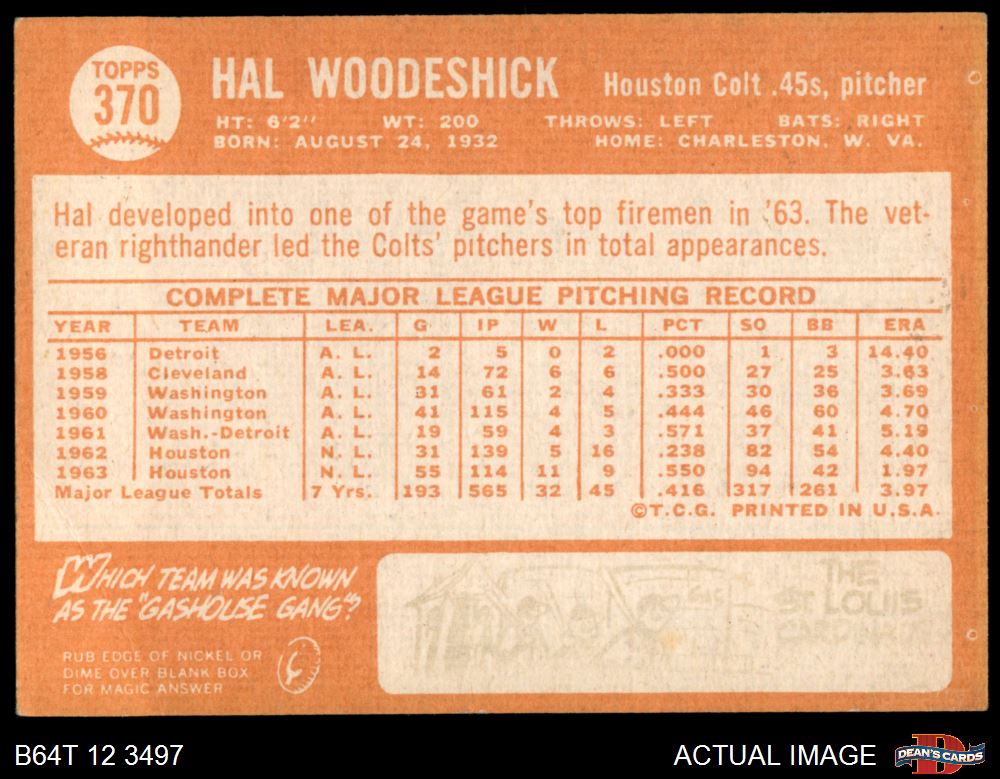 TOPPS
370
HAL WOODESHICK
Houston Colt .45s, pitcher
HT: 6'2" WT: 200 THROWS: LEFT BATS: RIGHT
BORN: AUGUST 24, 1932 HOME: CHARLESTON, W. VA.
Hal developed into one of the game's top firemen in '63. The vet-
eran righthander led the Colts' pitchers in total appearances.
COMPLETE MAJOR LEAGUE PITCHING RECORD
YEAR TEAM LEA. G IP W L PCT SO BB ERA
1956 Detroit A. L. 2 5 0 2 .000 1 3 14.40
1958 Cleveland A. L. 14 72 6 6 .500 27 25 3.63
1959 Washington A. L. 31 61 2 4 .333 30 36 3.69
1960 Washington A. L. 41 115 4 5 .444 46 60 4.70
1961 Wash.-Detroit A. L. 19 59 4 3 .571 37 41 5.19
1962 Houston N. L. 31 139 5 16 .238 82 54 4.40
1963 Houston N. L. 55 114 11 9 .550 94 42 1.97
Major League Totals 7 Yrs. 193 565 32 45 .416 317 261 3.97
©T.C.G. PRINTED IN U.S.A.
WHICH TEAM WAS KNOWN
AS THE "GASHOUSE GANG"?
RUB EDGE OF NICKEL OR
DIME OVER BLANK BOX
FOR MAGIC ANSWER
GAS
THE
ST. LOUIS
CARDINALS
B64T 12 3497
ACTUAL IMAGE
DEAN'S CARDS